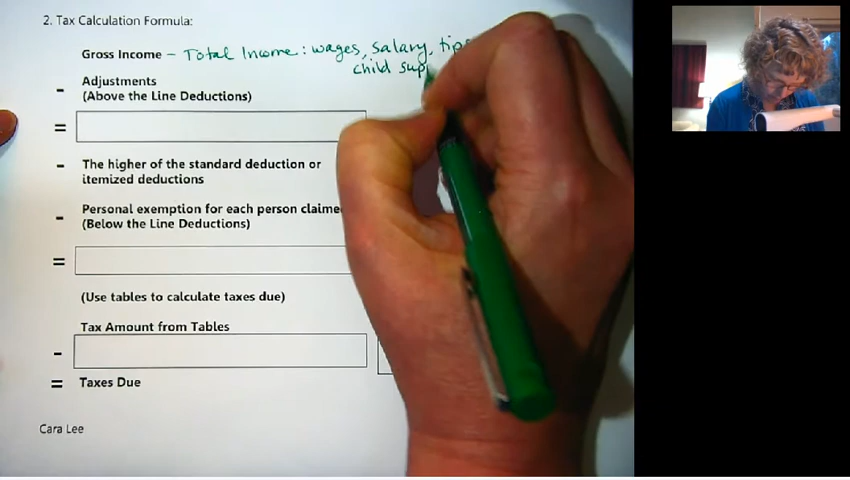 2. Tax Calculation Formula:
Gross Income – Total Income: wages, salary, tips
child sup
- Adjustments
(Above the Line Deductions)
=
- The higher of the standard deduction or
itemized deductions
- Personal exemption for each person claime
(Below the Line Deductions)
=
(Use tables to calculate taxes due)
Tax Amount from Tables
-
= Taxes Due
Cara Lee